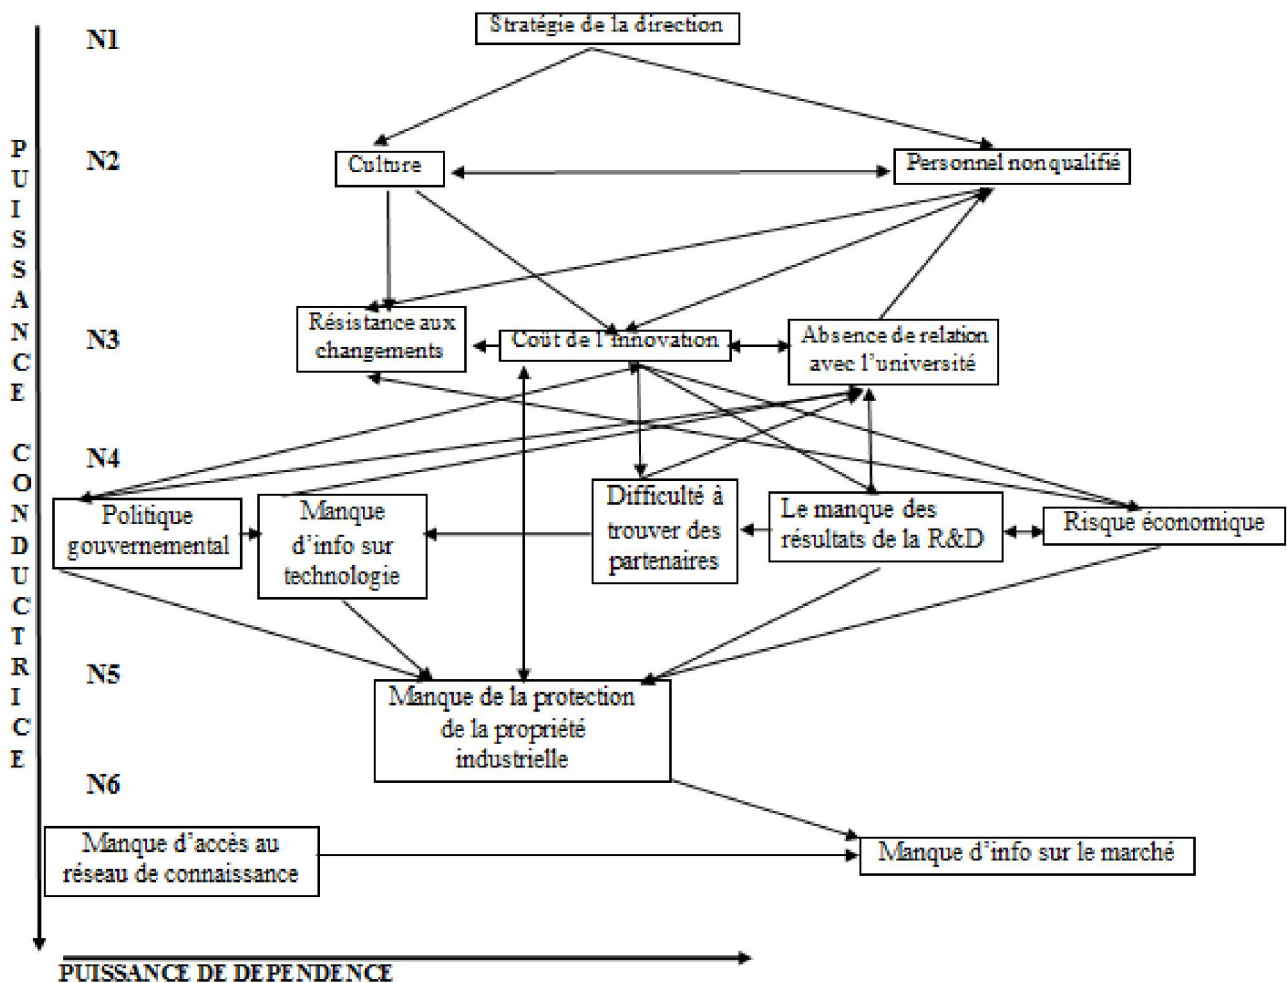 N1
Stratégie de la direction
PUISSANCE CONDUCTRICE
N2
Culture
Personnel non qualifié
N3
Résistance aux
changements
Coût de l'innovation
Absence de relation
avec l'université
N4
Politique
gouvernemental
Manque
d'info sur
technologie
Difficulté à
trouver des
partenaires
Le manque des
résultats de la R&D
Risque économique
N5
Manque de la protection
de la propriété
industrielle
N6
Manque d'accès au
réseau de connaissance
Manque d'info sur le marché
PUISSANCE DE DEPENDENCE